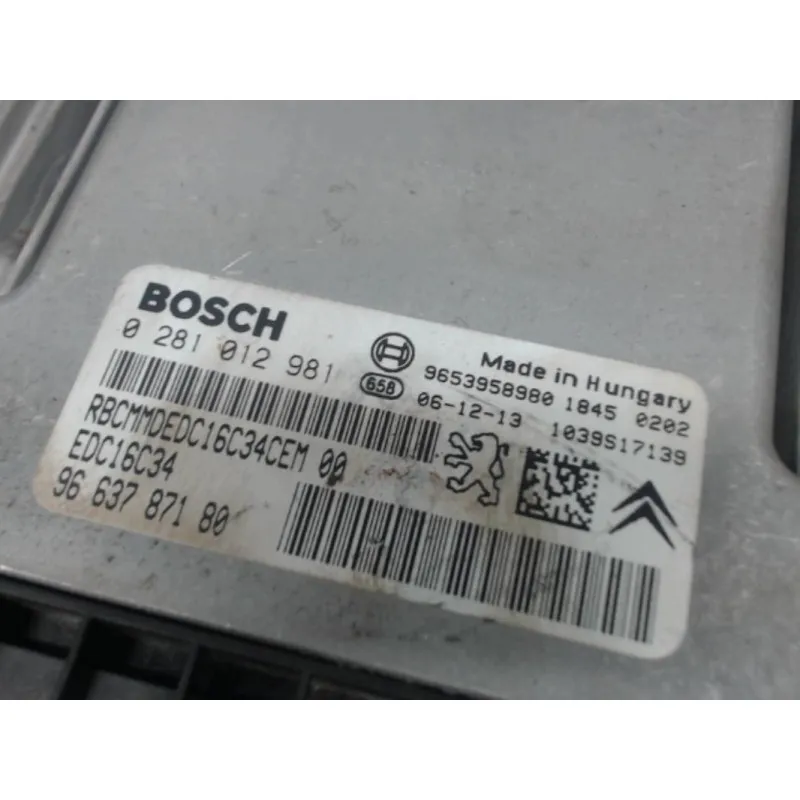 BOSCH
0 281 012 981
RBCMMDEDC16C34CEM 00
EDC16C34
96 637 871 80
Made in Hungary
9653958980 1845 0202
658 06-12-13 1039S17139